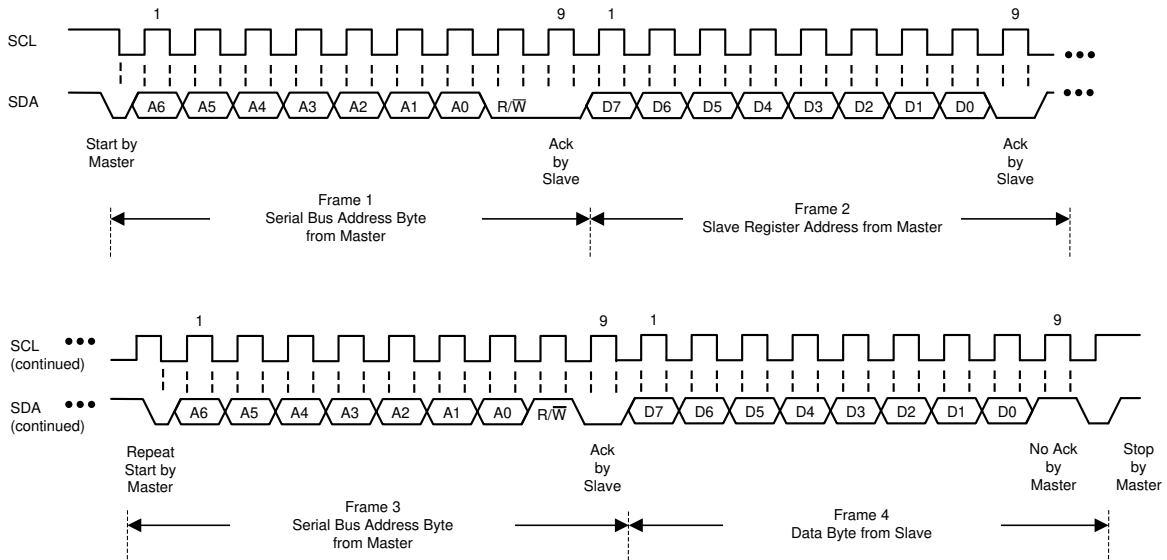 1 9 1 9
SCL
SDA A6 A5 A4 A3 A2 A1 A0 R/W̅ D7 D6 D5 D4 D3 D2 D1 D0
Start by
Master
Ack
by
Slave
Ack
by
Slave
Frame 1
Serial Bus Address Byte
from Master
Frame 2
Slave Register Address from Master
1 9 1 9
SCL
(continued)
SDA
(continued)
A6 A5 A4 A3 A2 A1 A0 R/W̅ D7 D6 D5 D4 D3 D2 D1 D0
Repeat
Start by
Master
Ack
by
Slave
No Ack
by
Master
Stop
by
Master
Frame 3
Serial Bus Address Byte
from Master
Frame 4
Data Byte from Slave